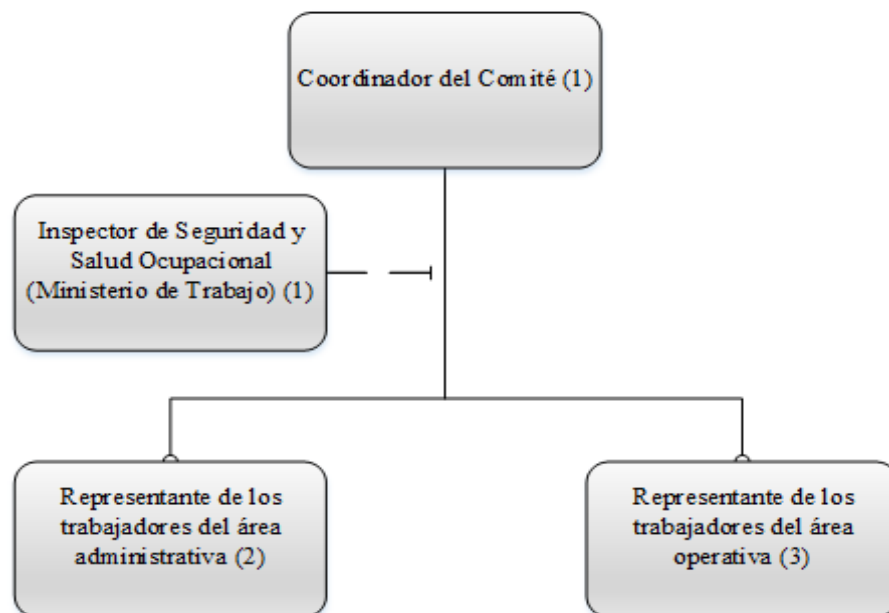 Coordinador del Comité (1)
Inspector de Seguridad y
Salud Ocupacional
(Ministerio de Trabajo) (1)
Representante de los
trabajadores del área
administrativa (2)
Representante de los
trabajadores del área
operativa (3)